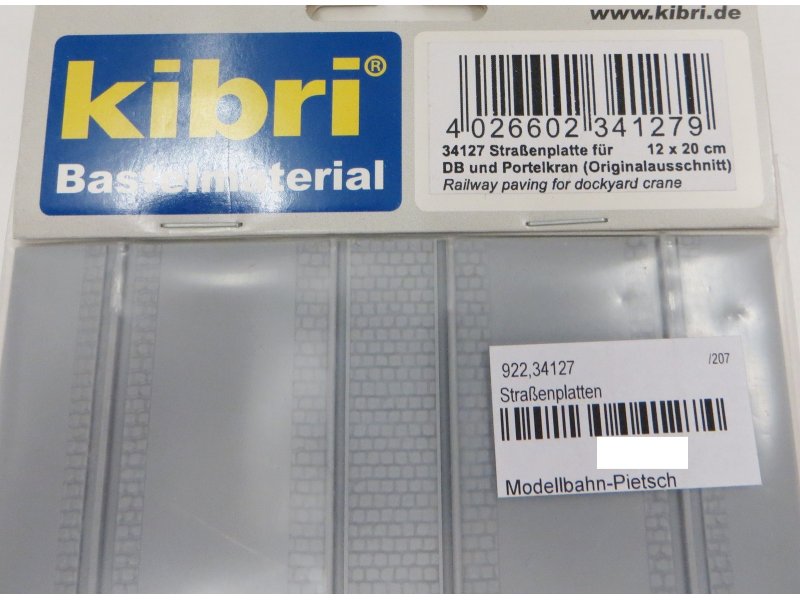 www.kibri.de
kibri®
Bastelmaterial
4 026602 341279
34127 Straßenplatte für 12 x 20 cm
DB und Portelkran (Originalausschnitt)
Railway paving for dockyard crane
922,34127 /207
Straßenplatten
Modellbahn-Pietsch